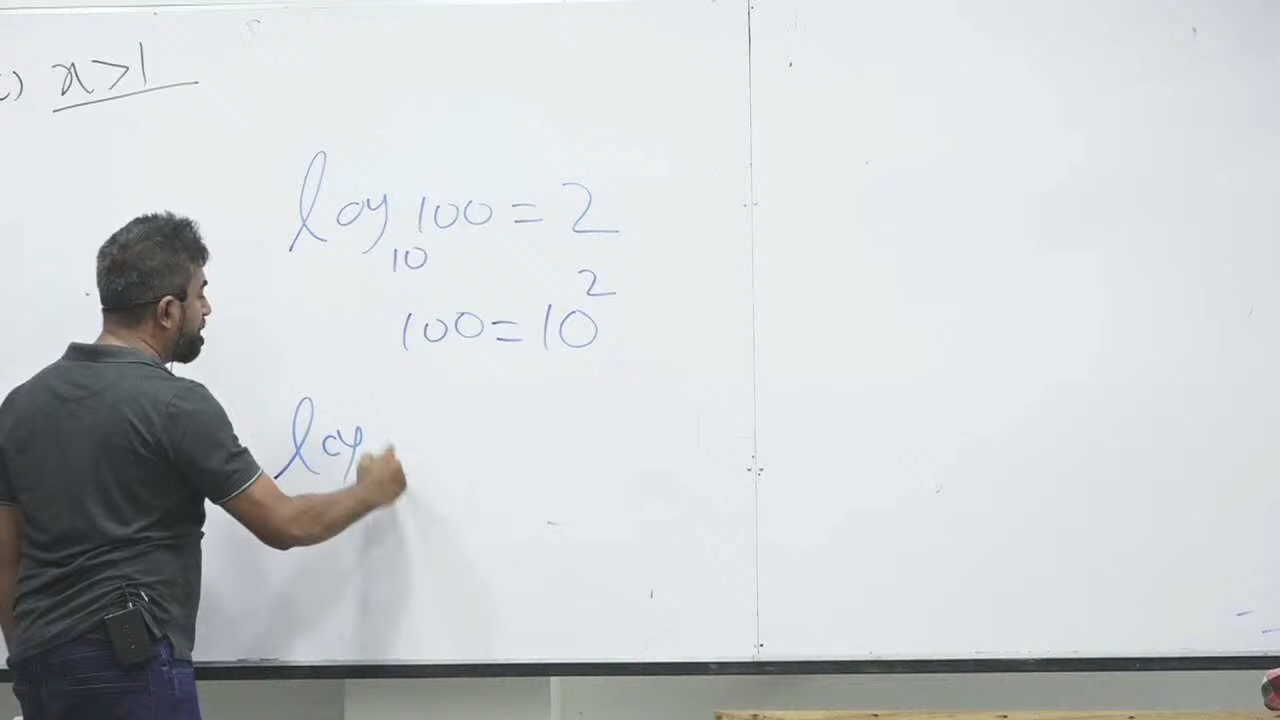 x>1
log₁₀ 100 = 2
100 = 10²
log